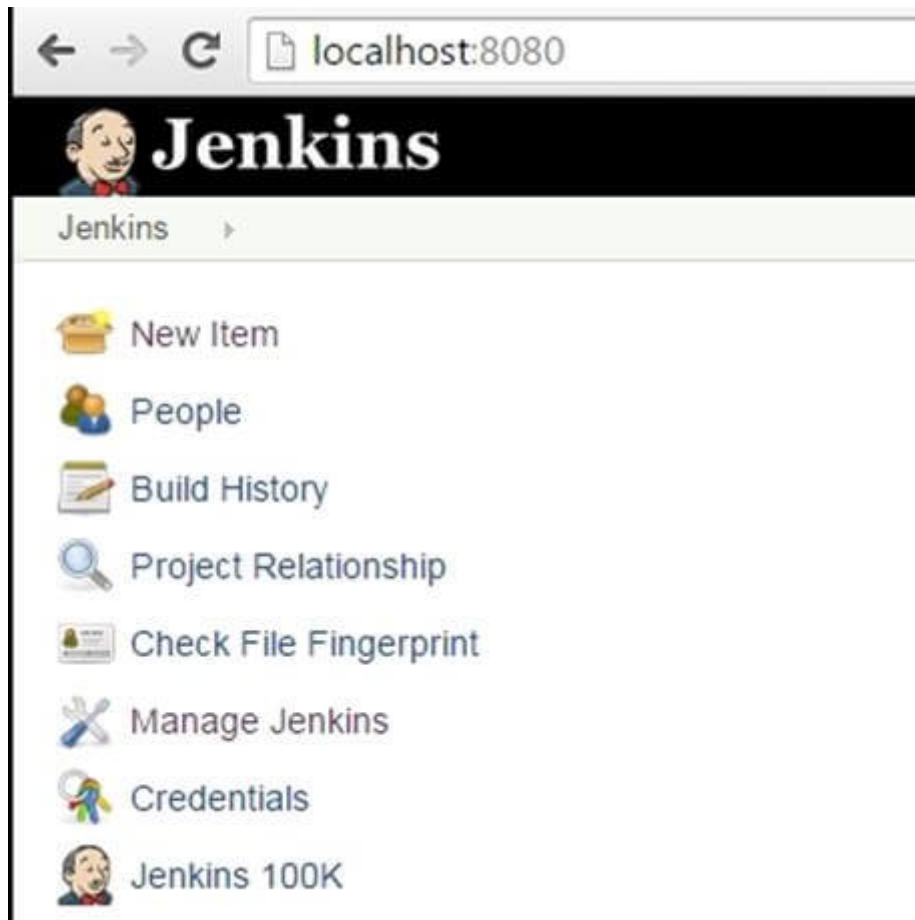 localhost:8080
Jenkins
Jenkins
New Item
People
Build History
Project Relationship
Check File Fingerprint
Manage Jenkins
Credentials
Jenkins 100K